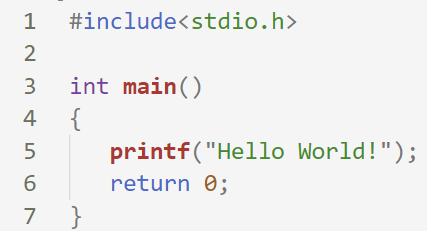 1 #include<stdio.h>
2
3 int main()
4 {
5    printf("Hello World!");
6    return 0;
7 }